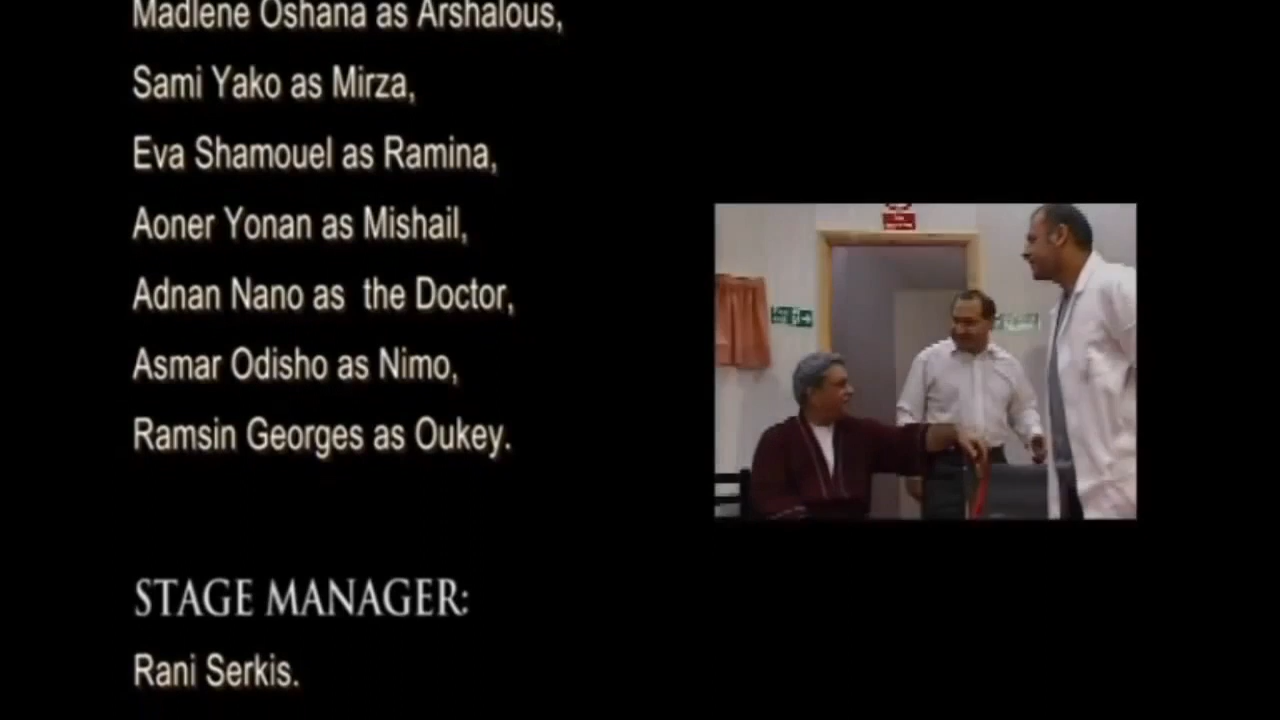 Madlene Oshana as Arshalous,
Sami Yako as Mirza,
Eva Shamouel as Ramina,
Aoner Yonan as Mishail,
Adnan Nano as  the Doctor,
Asmar Odisho as Nimo,
Ramsin Georges as Oukey.
STAGE MANAGER:
Rani Serkis.